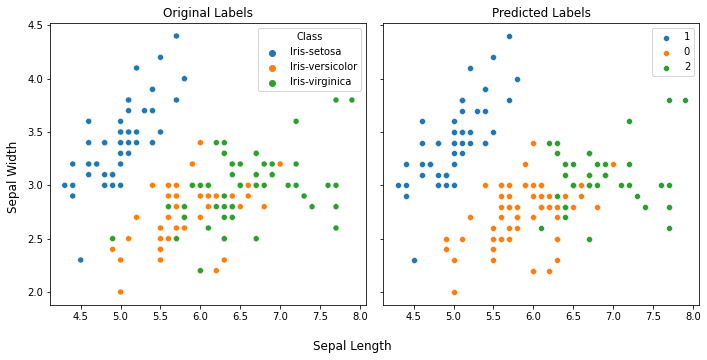 Original Labels
Predicted Labels
Class
Iris-setosa
Iris-versicolor
Iris-virginica
1
0
2
Sepal Width
4.5
4.0
3.5
3.0
2.5
2.0
4.5 5.0 5.5 6.0 6.5 7.0 7.5 8.0
4.5 5.0 5.5 6.0 6.5 7.0 7.5 8.0
Sepal Length